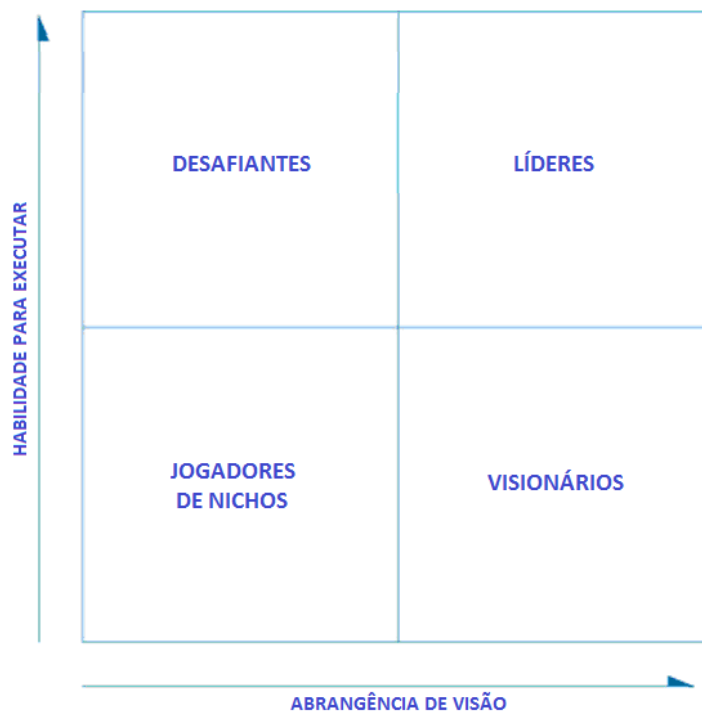 DESAFIANTES
LÍDERES
HABILIDADE PARA EXECUTAR
JOGADORES
DE NICHOS
VISIONÁRIOS
ABRANGÊNCIA DE VISÃO